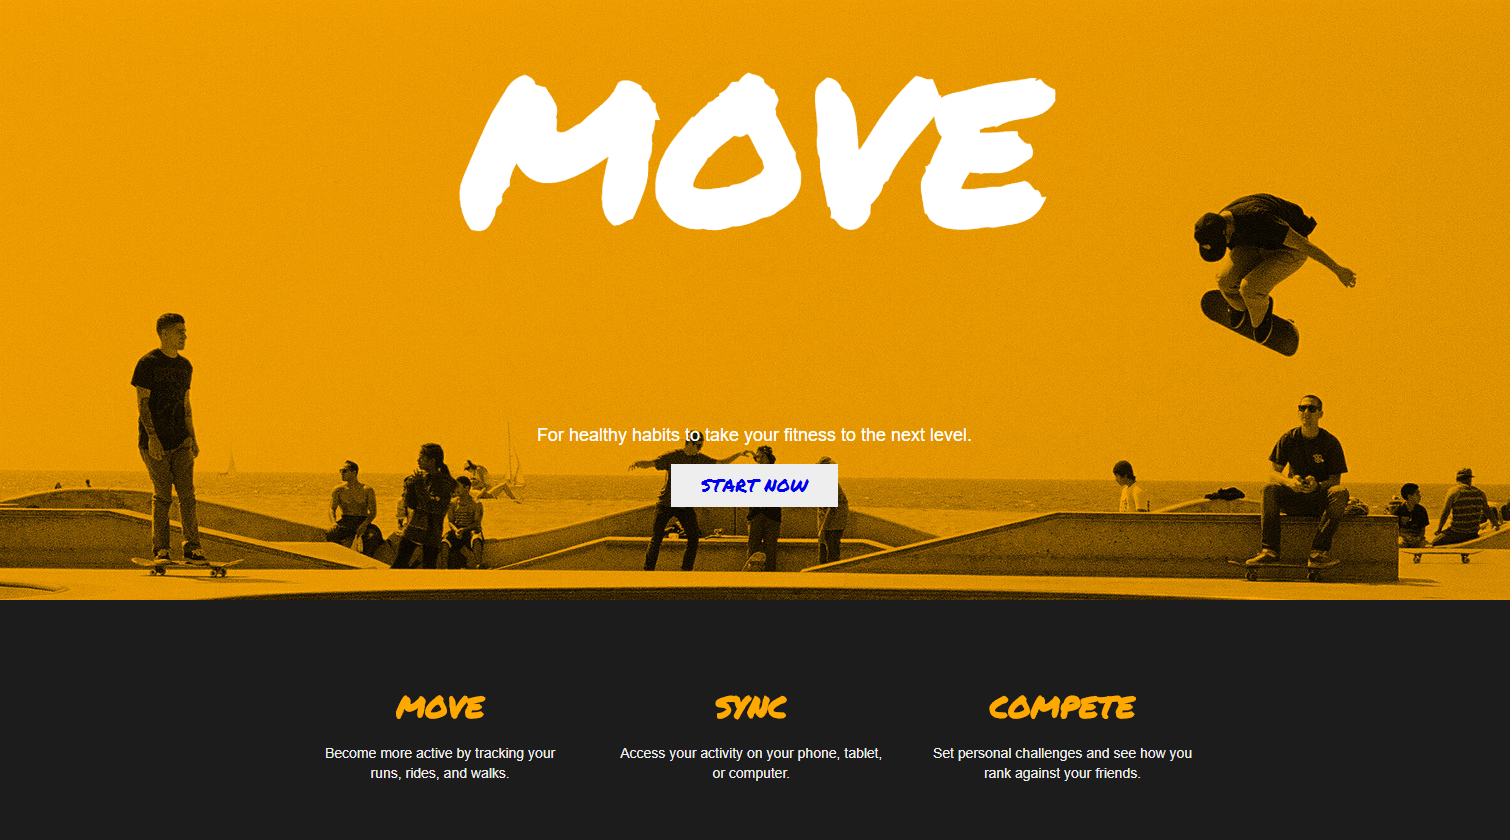 MOVE
For healthy habits to take your fitness to the next level.
START NOW
MOVE
SYNC
COMPETE
Become more active by tracking your
runs, rides, and walks.
Access your activity on your phone, tablet,
or computer.
Set personal challenges and see how you
rank against your friends.